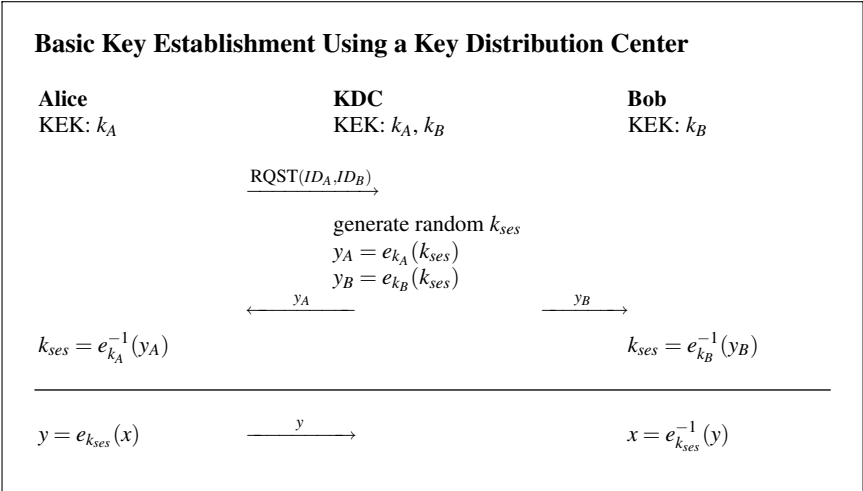 Basic Key Establishment Using a Key Distribution Center
Alice KDC Bob
KEK: k_A KEK: k_A, k_B KEK: k_B
RQST(ID_A,ID_B)
generate random k_ses
y_A = e_{k_A}(k_ses)
y_B = e_{k_B}(k_ses)
y_A y_B
k_ses = e^{-1}_{k_A}(y_A) k_ses = e^{-1}_{k_B}(y_B)
y = e_{k_ses}(x) y x = e^{-1}_{k_ses}(y)